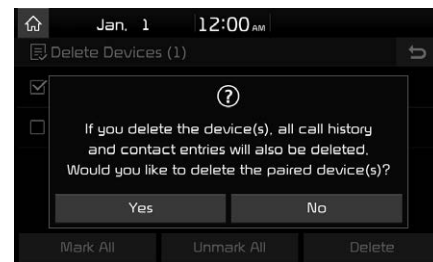 Jan. 1 12:00 AM
Delete Devices (1)
?
If you delete the device(s), all call history
and contact entries will also be deleted.
Would you like to delete the paired device(s)?
Yes No
Mark All Unmark All Delete